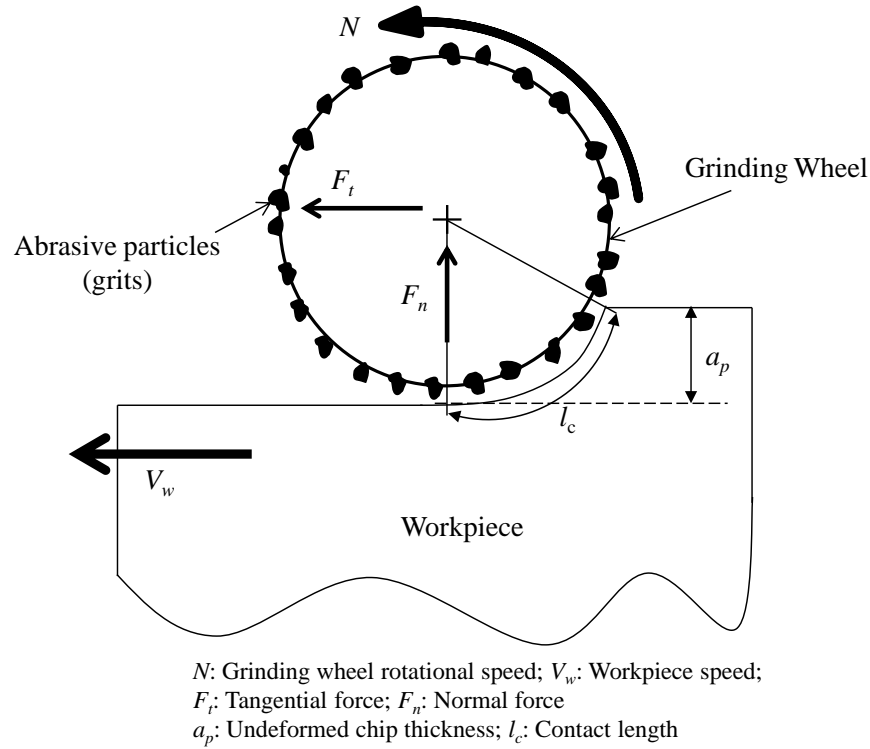 N
Grinding Wheel
F_t
Abrasive particles
(grits)
F_n
a_p
l_c
V_w
Workpiece
N: Grinding wheel rotational speed; V_w: Workpiece speed;
F_t: Tangential force; F_n: Normal force
a_p: Undeformed chip thickness; l_c: Contact length